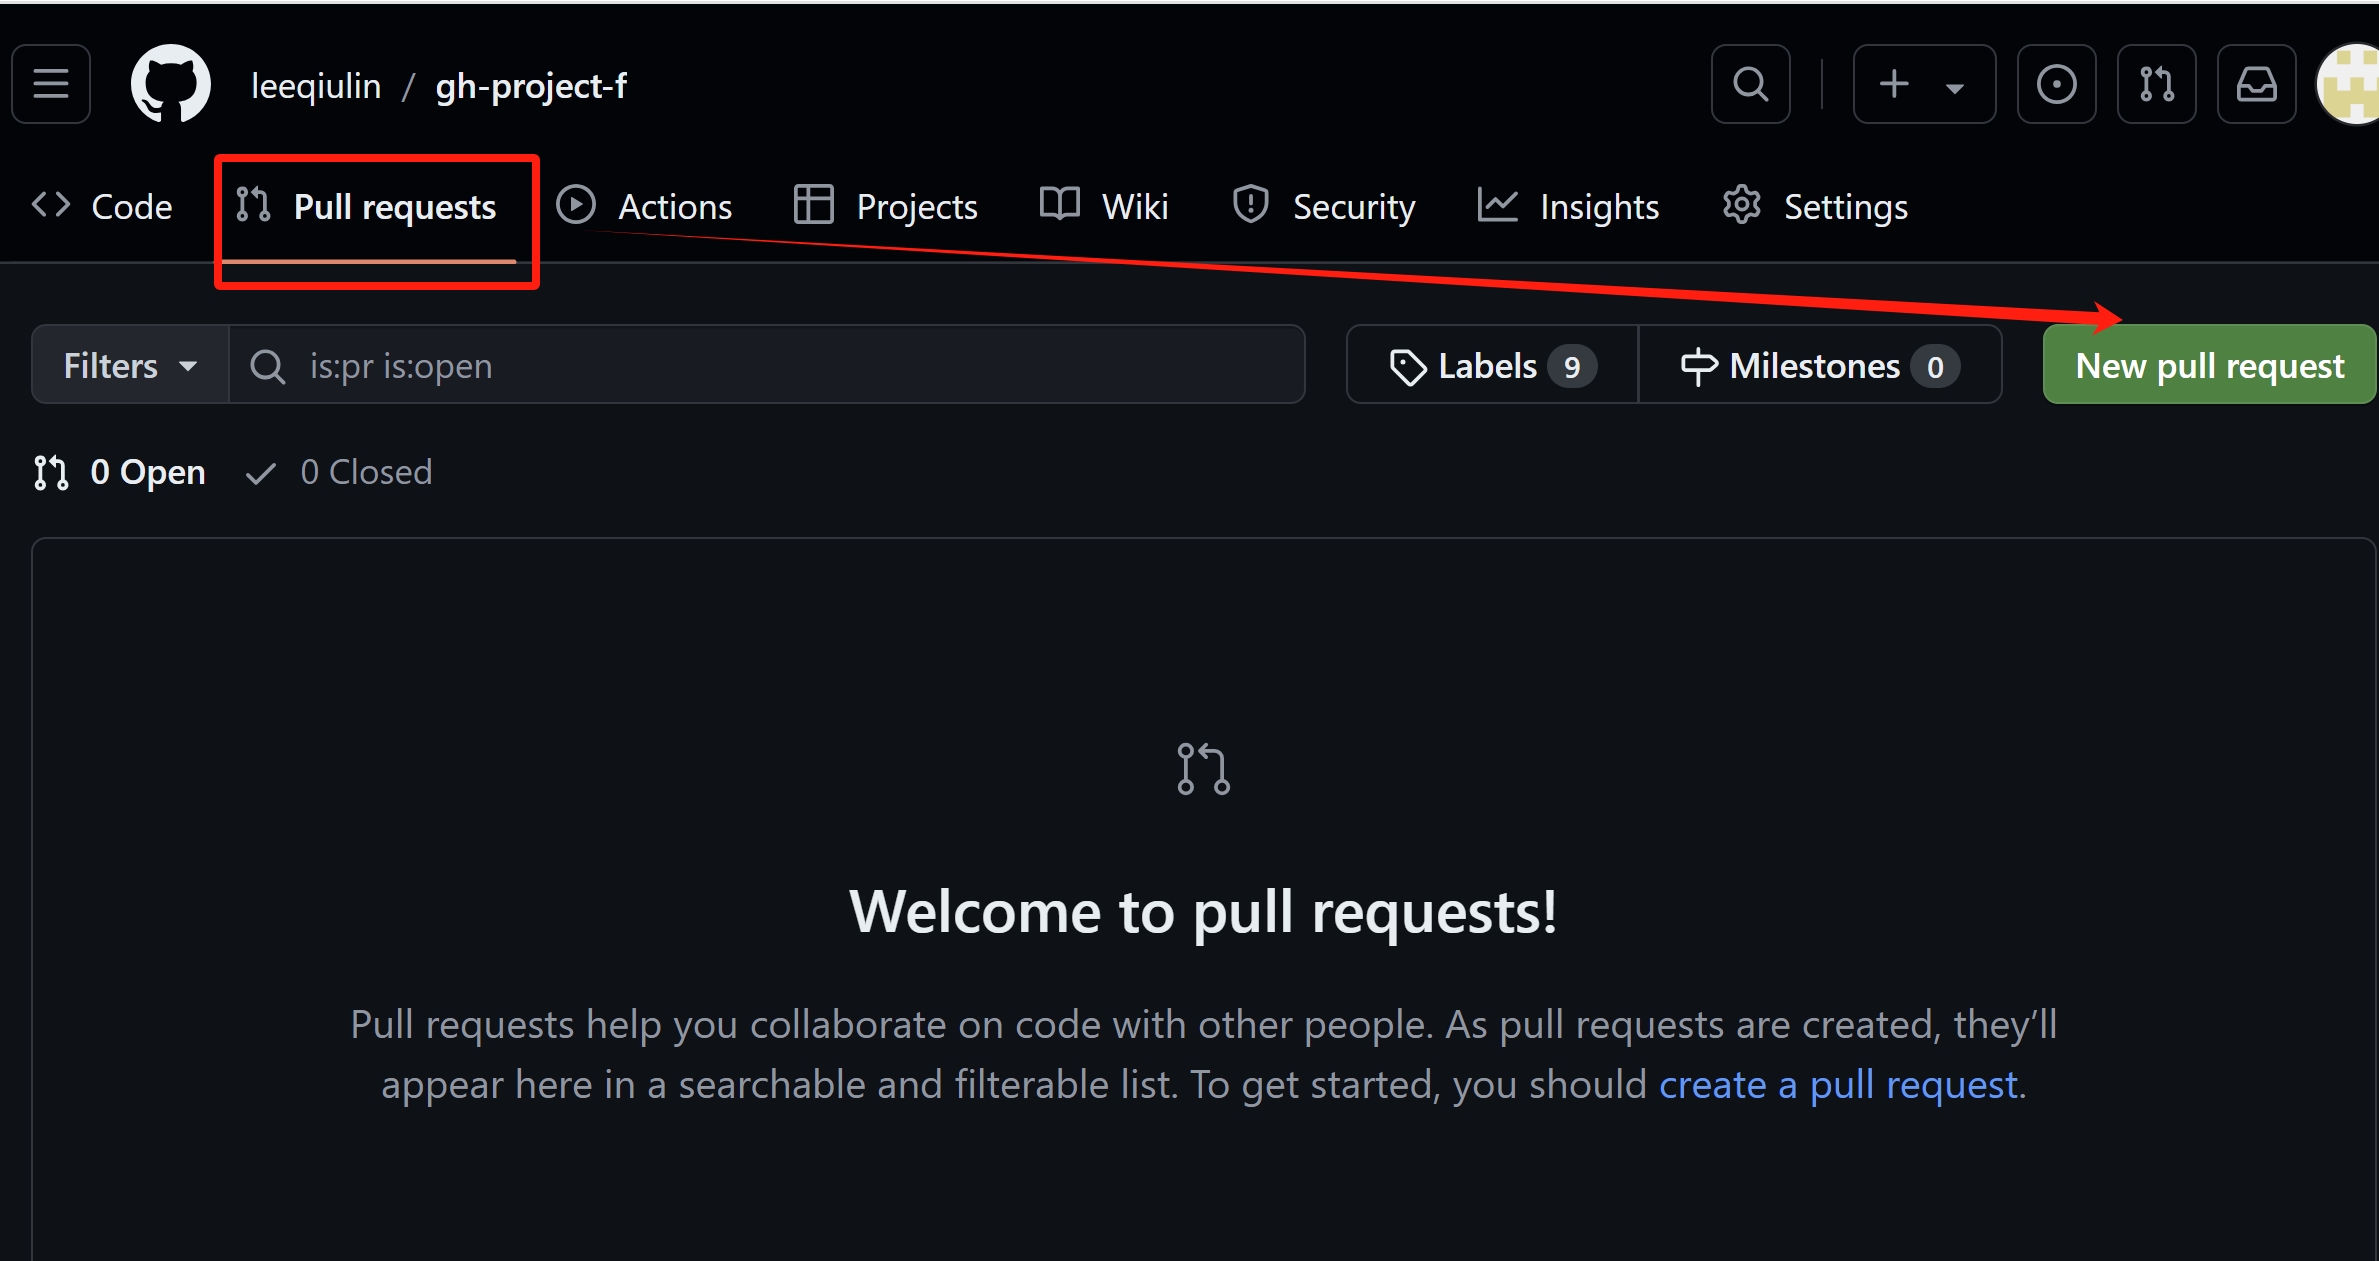 leeqiulin / gh-project-f
Code Pull requests Actions Projects Wiki Security Insights Settings
Filters is:pr is:open Labels 9 Milestones 0 New pull request
0 Open 0 Closed
Welcome to pull requests!
Pull requests help you collaborate on code with other people. As pull requests are created, they’ll
appear here in a searchable and filterable list. To get started, you should create a pull request.